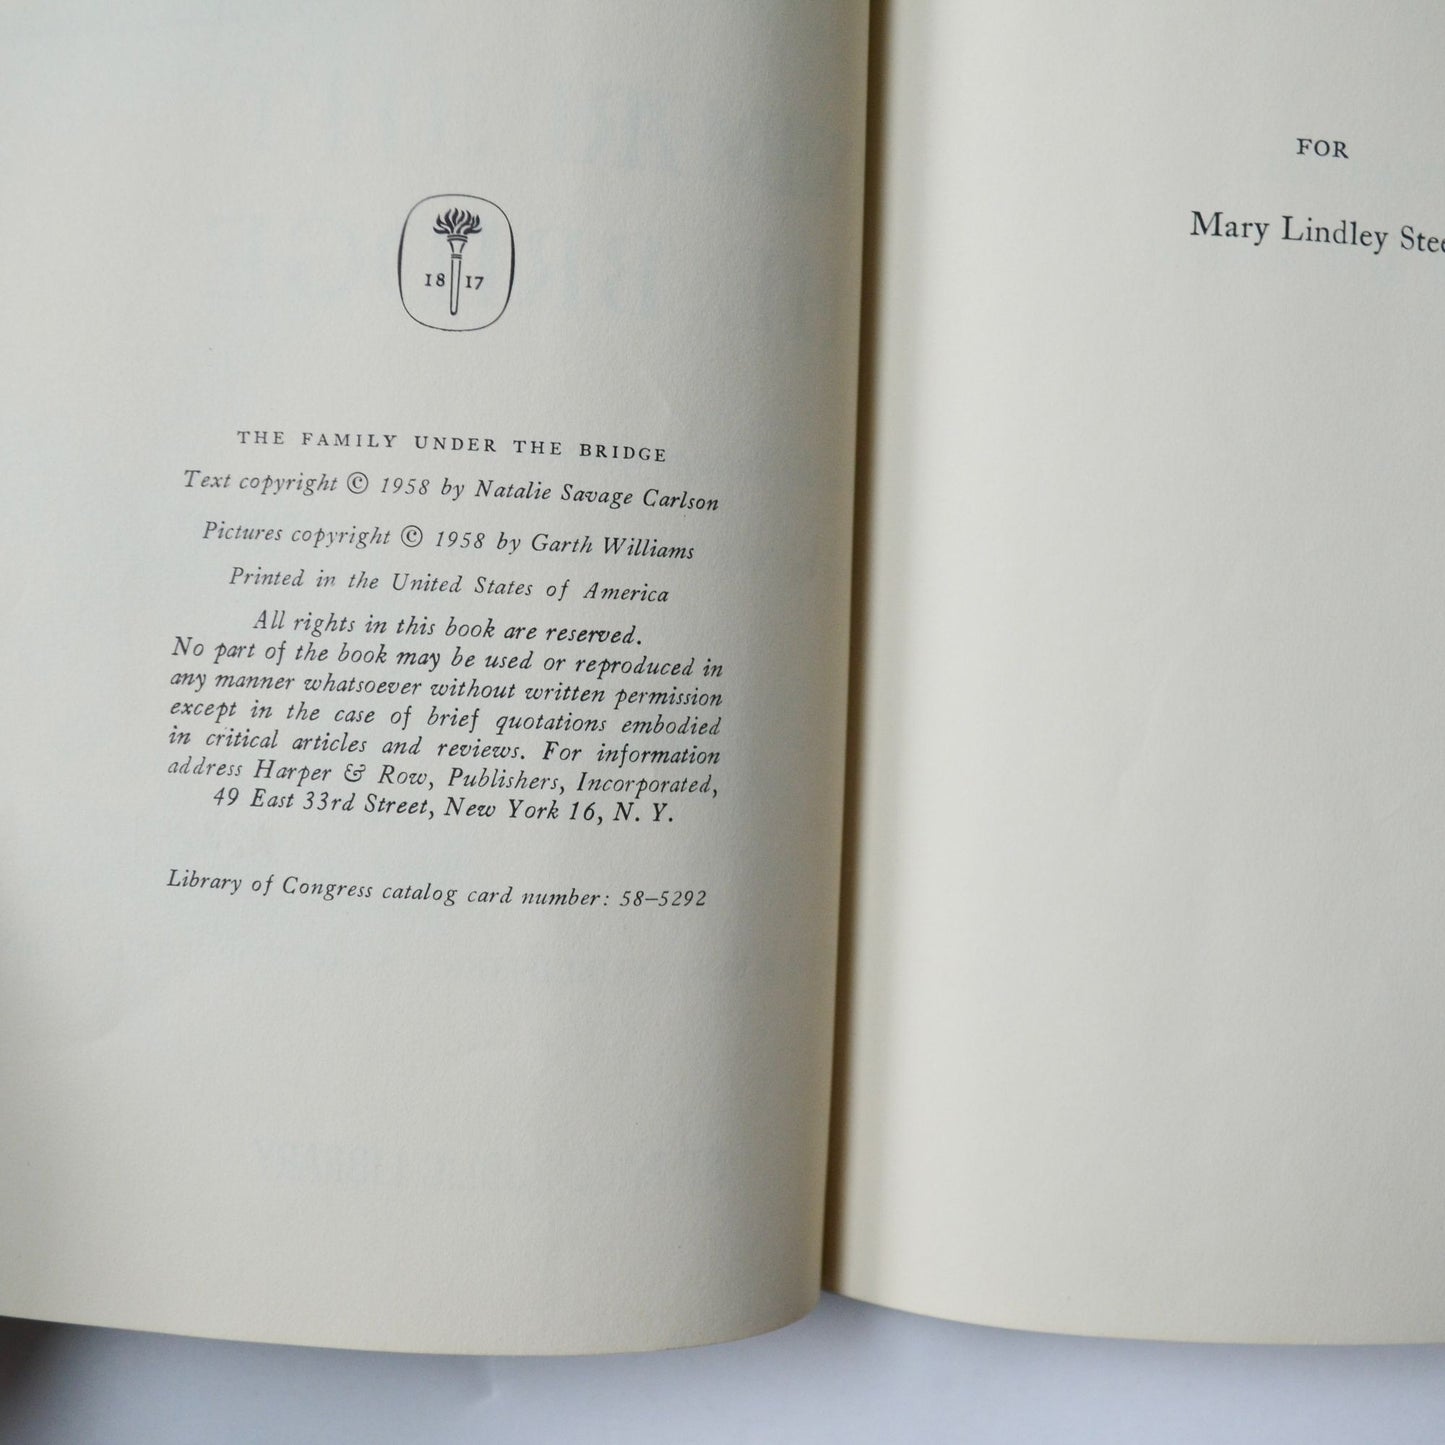 18 17
THE FAMILY UNDER THE BRIDGE
Text copyright © 1958 by Natalie Savage Carlson
Pictures copyright © 1958 by Garth Williams
Printed in the United States of America
All rights in this book are reserved.
No part of the book may be used or reproduced in
any manner whatsoever without written permission
except in the case of brief quotations embodied
in critical articles and reviews. For information
address Harper & Row, Publishers, Incorporated,
49 East 33rd Street, New York 16, N. Y.
Library of Congress catalog card number: 58–5292
FOR
Mary Lindley